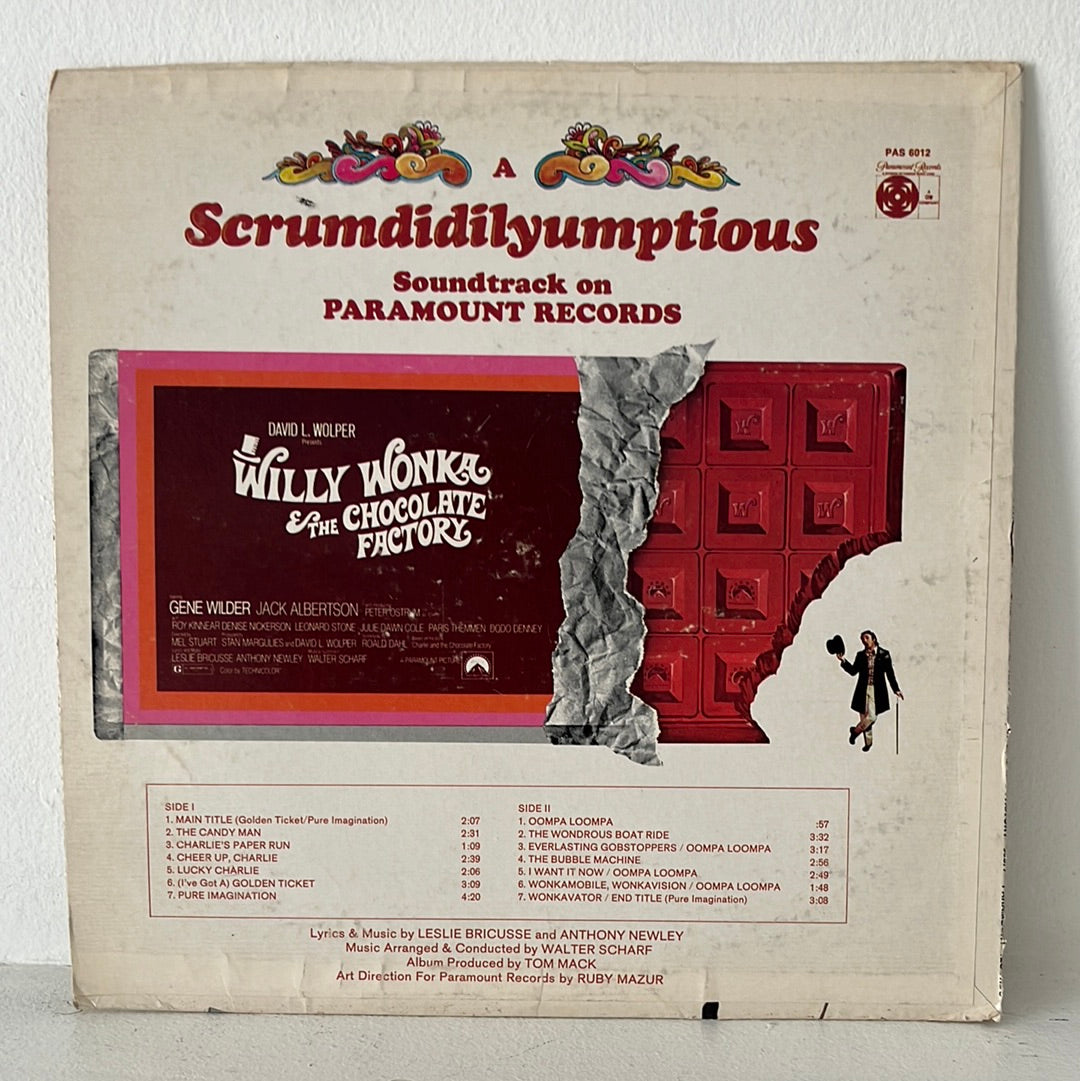 PAS 6012
Paramount Records
A
Scrumdidilyumptious
Soundtrack on
PARAMOUNT RECORDS
DAVID L. WOLPER
Presents
WILLY WONKA
& THE CHOCOLATE
FACTORY
GENE WILDER JACK ALBERTSON PETER OSTRUM
ROY KINNEAR DENISE NICKERSON LEONARD STONE JULIE DAWN COLE PARIS THEMMEN DODO DENNEY
MEL STUART STAN MARGULIES and DAVID L. WOLPER ROALD DAHL Charlie and the Chocolate Factory
LESLIE BRICUSSE ANTHONY NEWLEY WALTER SCHARF A PARAMOUNT PICTURE
G Color by TECHNICOLOR
W
W
W
W
SIDE I
1. MAIN TITLE (Golden Ticket/Pure Imagination) 2:07
2. THE CANDY MAN 2:31
3. CHARLIE'S PAPER RUN 1:09
4. CHEER UP, CHARLIE 2:39
5. LUCKY CHARLIE 2:06
6. (I've Got A) GOLDEN TICKET 3:09
7. PURE IMAGINATION 4:20
SIDE II
1. OOMPA LOOMPA :57
2. THE WONDROUS BOAT RIDE 3:32
3. EVERLASTING GOBSTOPPERS / OOMPA LOOMPA 3:17
4. THE BUBBLE MACHINE 2:56
5. I WANT IT NOW / OOMPA LOOMPA 2:49
6. WONKAMOBILE, WONKAVISION / OOMPA LOOMPA 1:48
7. WONKAVATOR / END TITLE (Pure Imagination) 3:08
Lyrics & Music by LESLIE BRICUSSE and ANTHONY NEWLEY
Music Arranged & Conducted by WALTER SCHARF
Album Produced by TOM MACK
Art Direction For Paramount Records by RUBY MAZUR